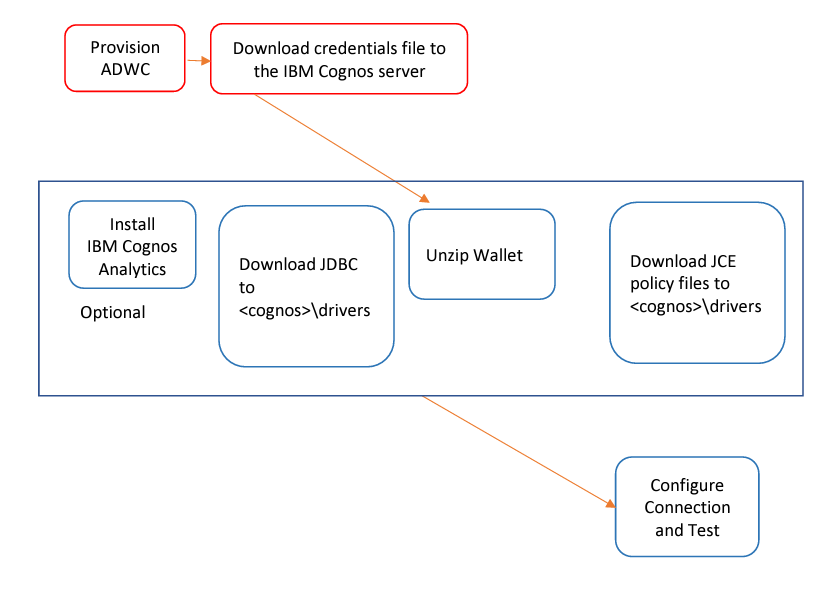 Provision
ADWC
Download credentials file to
the IBM Cognos server
Install
IBM Cognos
Analytics
Optional
Download JDBC
to
<cognos>\drivers
Unzip Wallet
Download JCE
policy files to
<cognos>\drivers
Configure
Connection
and Test